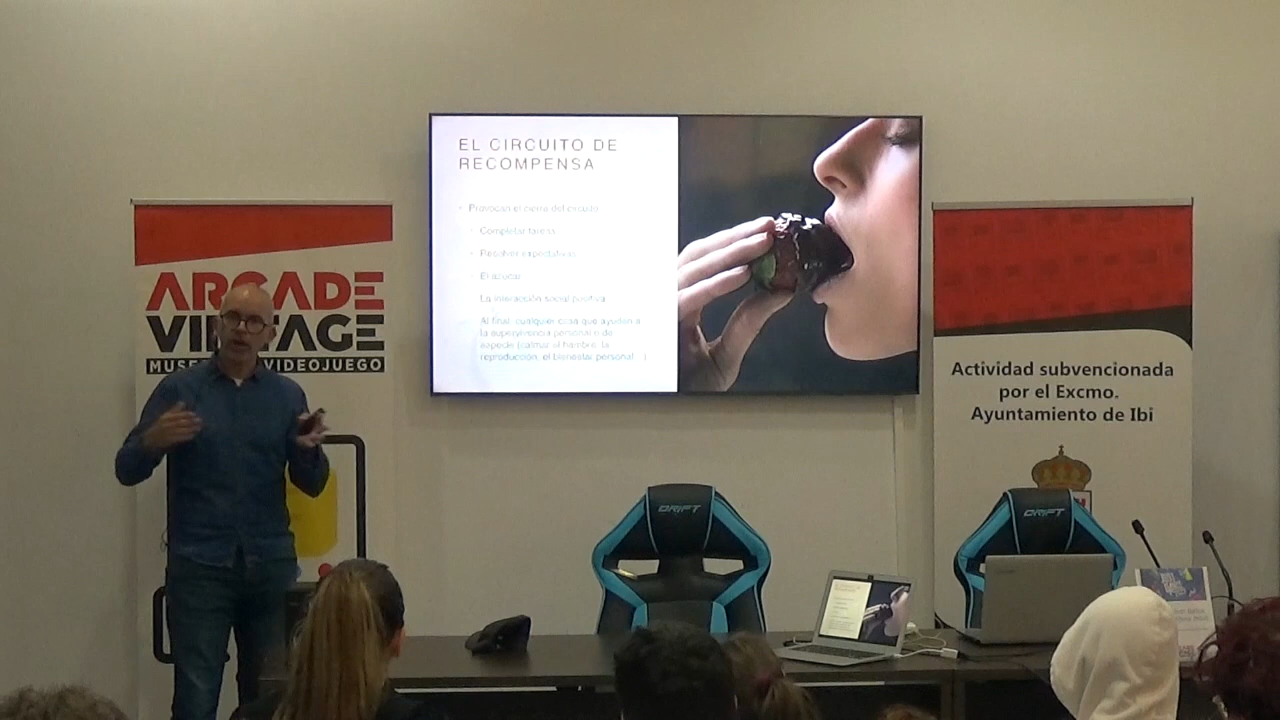 EL CIRCUITO DE
RECOMPENSA
Provocan el cierre del circuito
Completar tareas
Resolver expectativas
El azúcar
La interacción social positiva
Al final, cualquier cosa que ayuden a
la supervivencia personal o de
especie (calmar el hambre, la
reproducción, el bienestar personal...)
ARCADE
VINTAGE
MUSEO VIDEOJUEGO
Actividad subvencionada
por el Excmo.
Ayuntamiento de Ibi
DRIFT
DRIFT